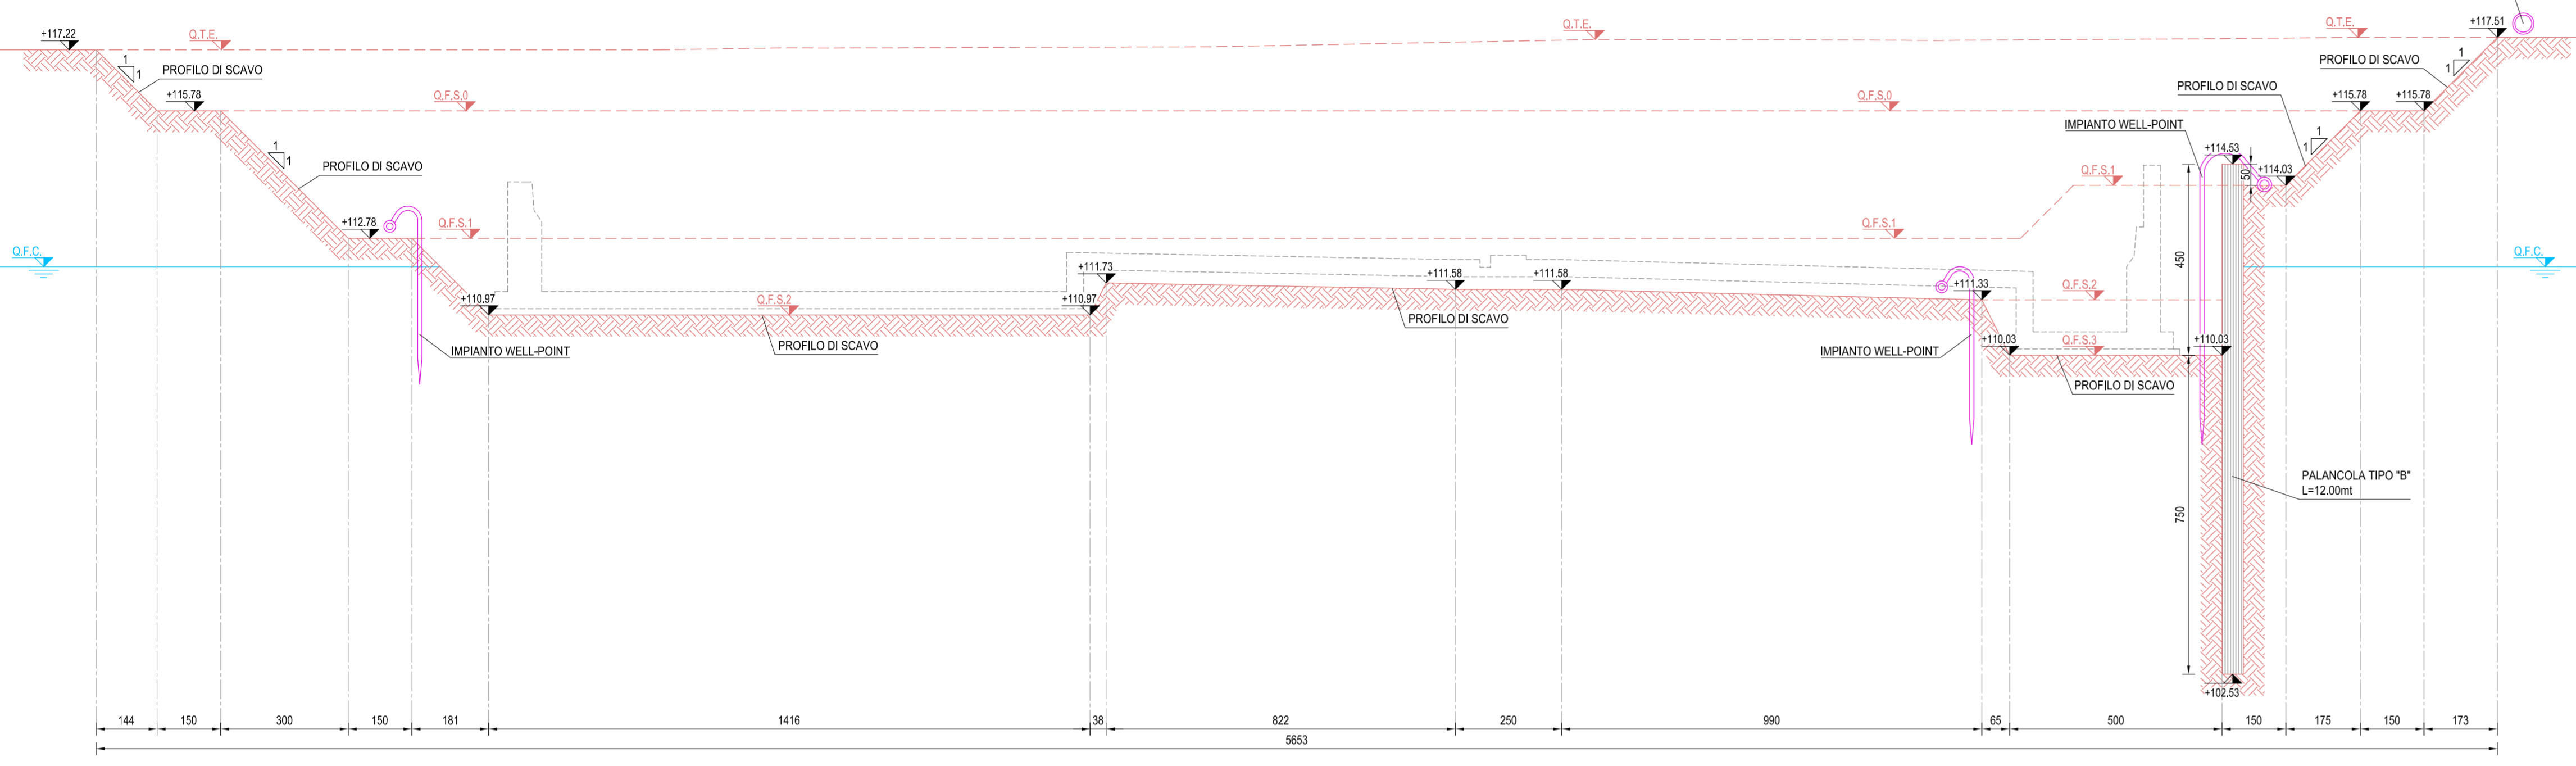 +117.22
Q.T.E.
Q.T.E.
Q.T.E.
+117.51
1
1
PROFILO DI SCAVO
PROFILO DI SCAVO
1
1
+115.78
Q.F.S.0
Q.F.S.0
PROFILO DI SCAVO
+115.78
+115.78
IMPIANTO WELL-POINT
1
1
1
1
PROFILO DI SCAVO
+114.53
Q.F.S.1
50
+114.03
+112.78
Q.F.S.1
Q.F.S.1
Q.F.C.
Q.F.C.
450
+111.73
+111.58
+111.58
+111.33
Q.F.S.2
+110.97
Q.F.S.2
+110.97
PROFILO DI SCAVO
+110.03
Q.F.S.3
+110.03
IMPIANTO WELL-POINT
PROFILO DI SCAVO
IMPIANTO WELL-POINT
PROFILO DI SCAVO
PALANCOLA TIPO "B"
L=12.00mt
750
+102.53
144
150
300
150
181
1416
38
822
250
990
65
500
150
175
150
173
5653